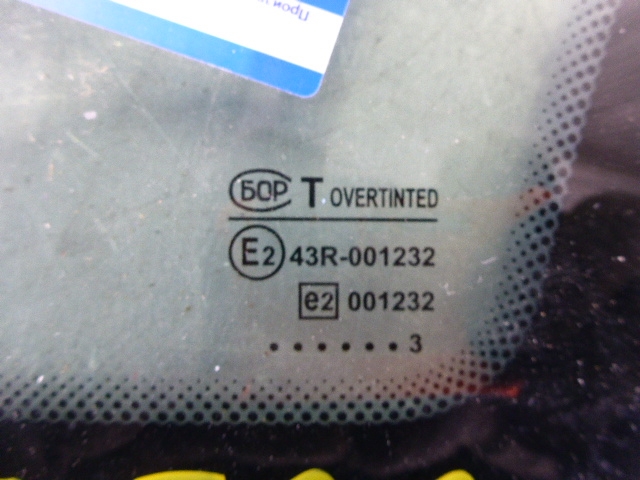 БОР T OVERTINTED
E2 43R-001232
e2 001232
. . . . . . 3